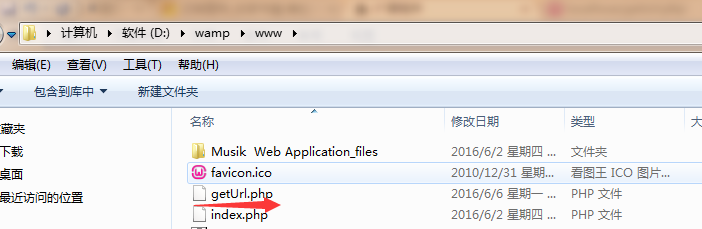 计算机 软件 (D:) wamp www
编辑(E) 查看(V) 工具(T) 帮助(H)
包含到库中 新建文件夹
名称 修改日期 类型
Musik Web Application_files 2016/6/2 星期四 ... 文件夹
favicon.ico 2010/12/31 星期... 看图王 ICO 图片...
getUrl.php 2016/6/6 星期一 ... PHP 文件
index.php 2016/6/2 星期四 ... PHP 文件
下载
桌面
最近访问的位置